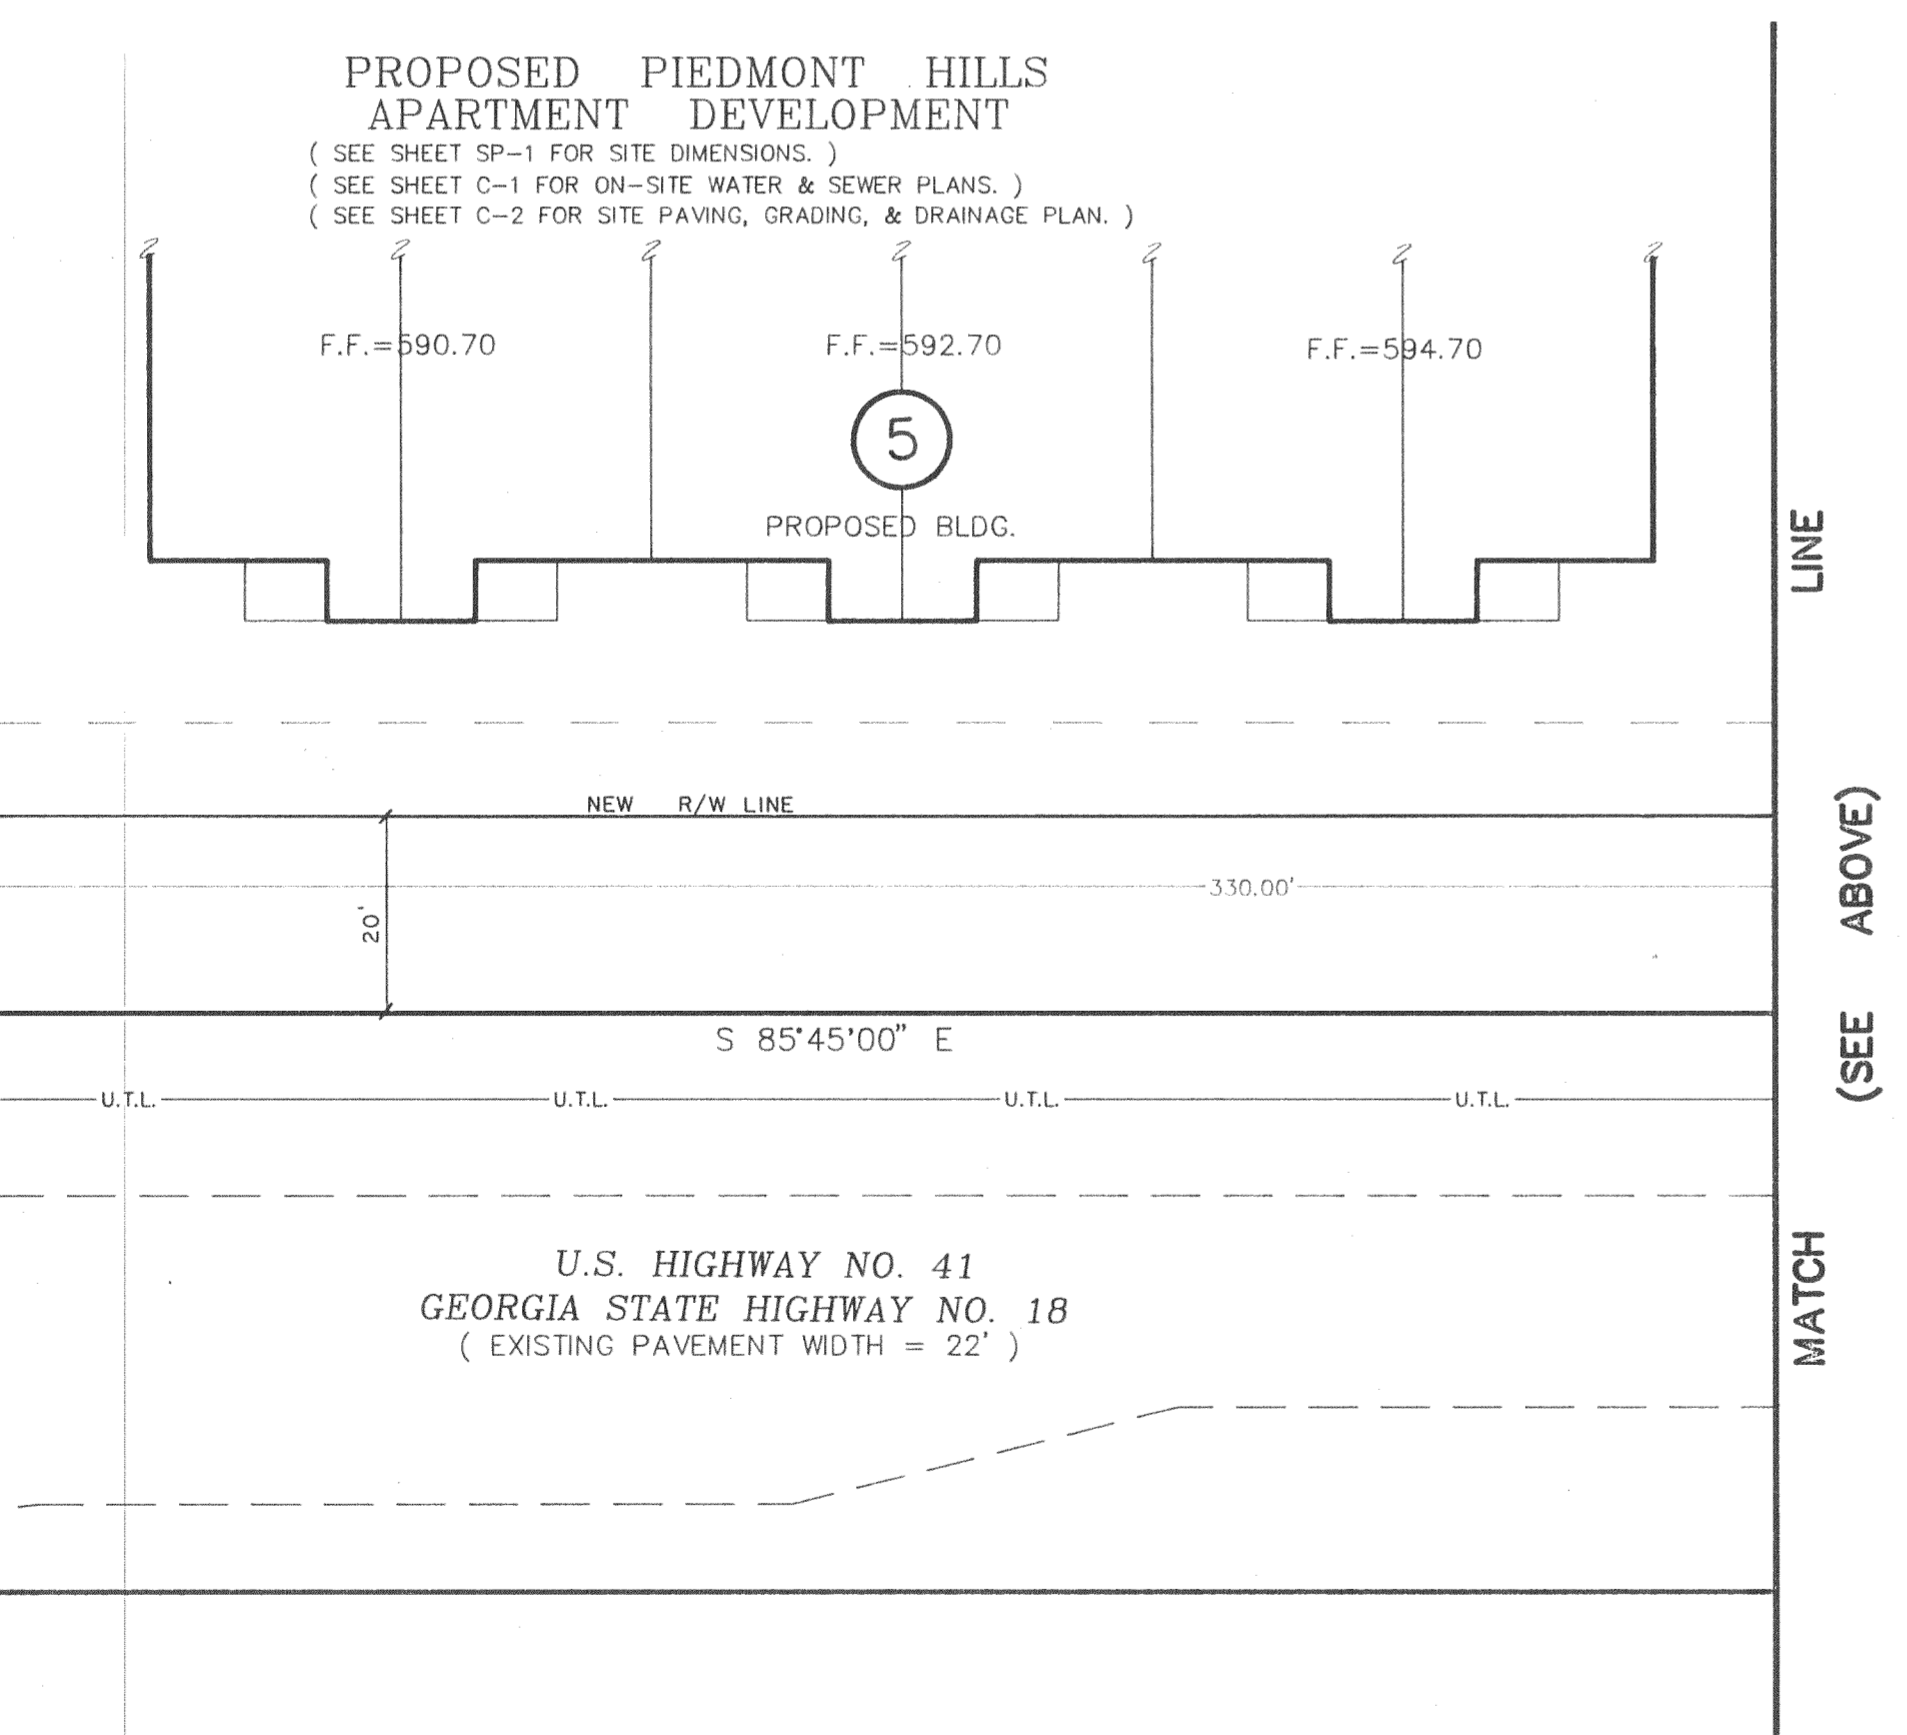 PROPOSED PIEDMONT HILLS
APARTMENT DEVELOPMENT
( SEE SHEET SP-1 FOR SITE DIMENSIONS. )
( SEE SHEET C-1 FOR ON-SITE WATER & SEWER PLANS. )
( SEE SHEET C-2 FOR SITE PAVING, GRADING, & DRAINAGE PLAN. )
F.F.=590.70
F.F.=592.70
F.F.=594.70
5
PROPOSED BLDG.
NEW R/W LINE
330.00'
20'
S 85°45'00" E
U.T.L. U.T.L. U.T.L. U.T.L.
U.S. HIGHWAY NO. 41
GEORGIA STATE HIGHWAY NO. 18
( EXISTING PAVEMENT WIDTH = 22' )
MATCH LINE
(SEE ABOVE)